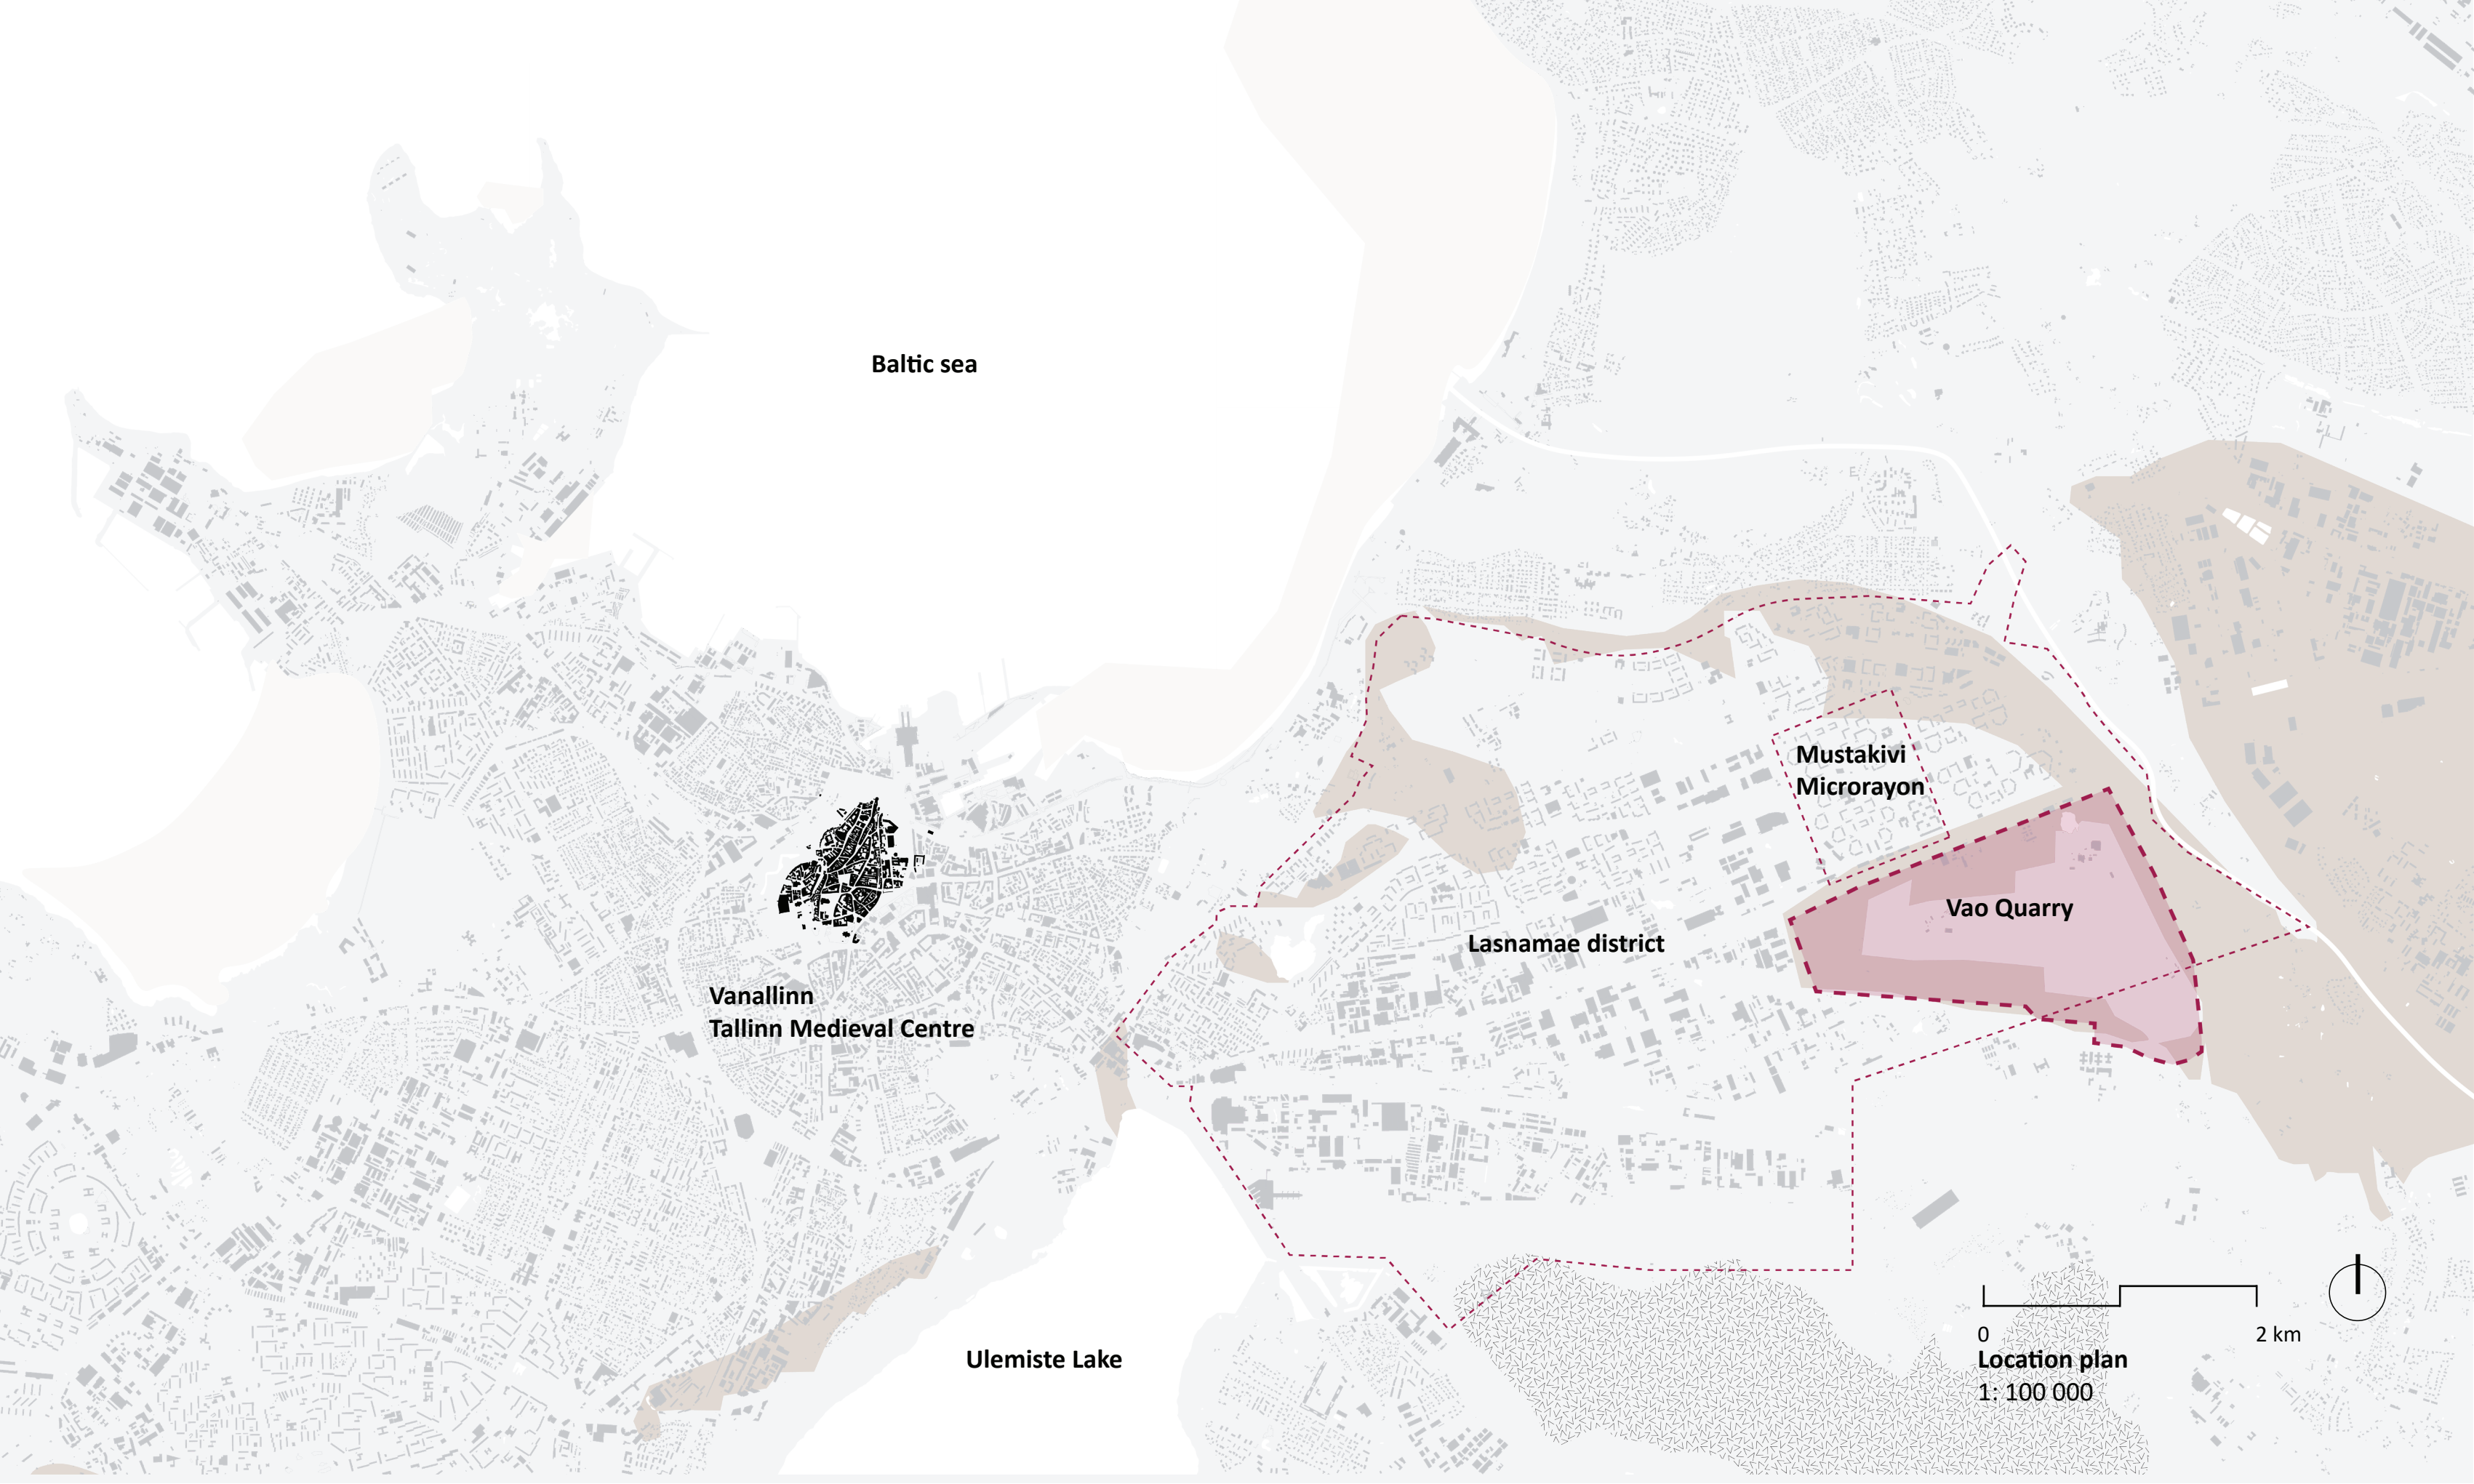 Baltic sea
Mustakivi
Microrayon
Vao Quarry
Lasnamae district
Vanallinn
Tallinn Medieval Centre
Ulemiste Lake
0
2 km
Location plan
1: 100 000